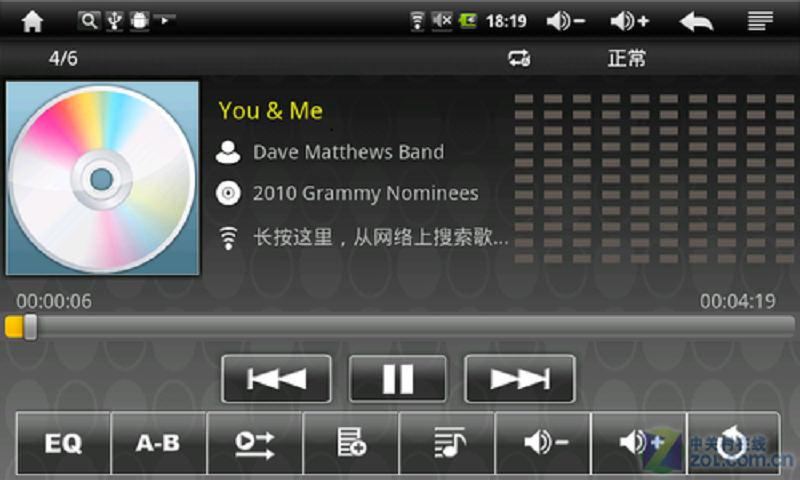 18:19
4/6
正常
You & Me
Dave Matthews Band
2010 Grammy Nominees
长按这里，从网络上搜索歌...
00:00:06
00:04:19
EQ
A-B
中关村在线
zol.com.cn